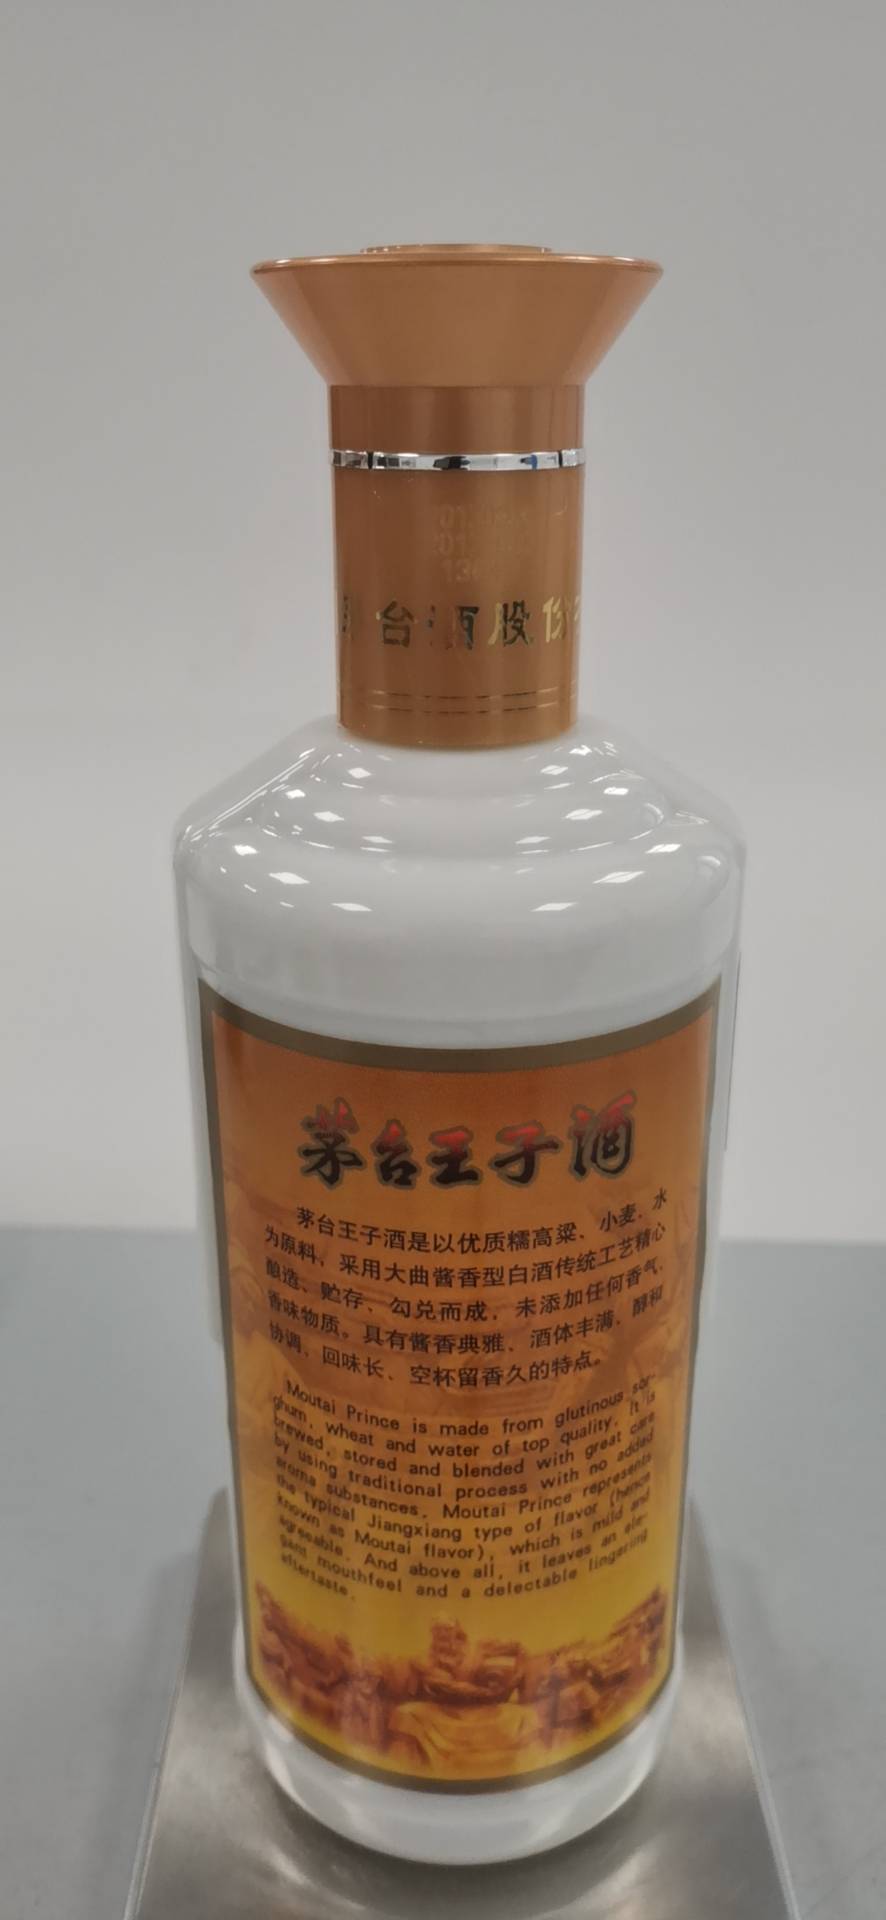 台酒股份
茅台王子酒
茅台王子酒是以优质糯高粱、小麦、水
为原料，采用大曲酱香型白酒传统工艺精心
酿造、贮存、勾兑而成，未添加任何香气、
香味物质。具有酱香典雅、酒体丰满、醇和
协调、回味长、空杯留香久的特点。
Moutai Prince is made from glutinous sor-
ghum, wheat and water of top quality. It is
brewed, stored and blended with great care
by using traditional process with no added
aroma substances. Moutai Prince represents
the typical Jiangxiang type of flavor (hence
known as Moutai flavor), which is mild and
agreeable. And above all, it leaves an ele-
gant mouthfeel and a delectable lingering
aftertaste.